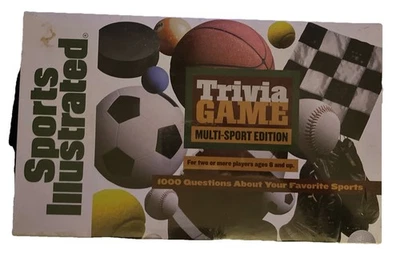 Sports
Illustrated®
Trivia
GAME
MULTI-SPORT EDITION
For two or more players ages 8 and up.
1000 Questions About Your Favorite Sports